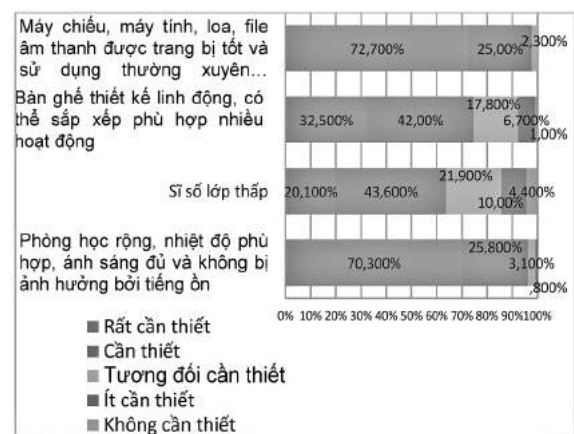 Máy chiếu, máy tính, loa, file
âm thanh được trang bị tốt và
sử dụng thường xuyên…
72,700% 25,00% 2,300%
Bàn ghế thiết kế linh động, có
thể sắp xếp phù hợp nhiều
hoạt động
32,500% 42,00% 17,800% 6,700% 1,00%
Sĩ số lớp thấp
20,100% 43,600% 21,900% 10,00% 4,400%
Phòng học rộng, nhiệt độ phù
hợp, ánh sáng đủ và không bị
ảnh hưởng bởi tiếng ồn
70,300% 25,800% 3,100% ,800%
0% 10% 20% 30% 40% 50% 60% 70% 80% 90% 100%
Rất cần thiết
Cần thiết
Tương đối cần thiết
Ít cần thiết
Không cần thiết